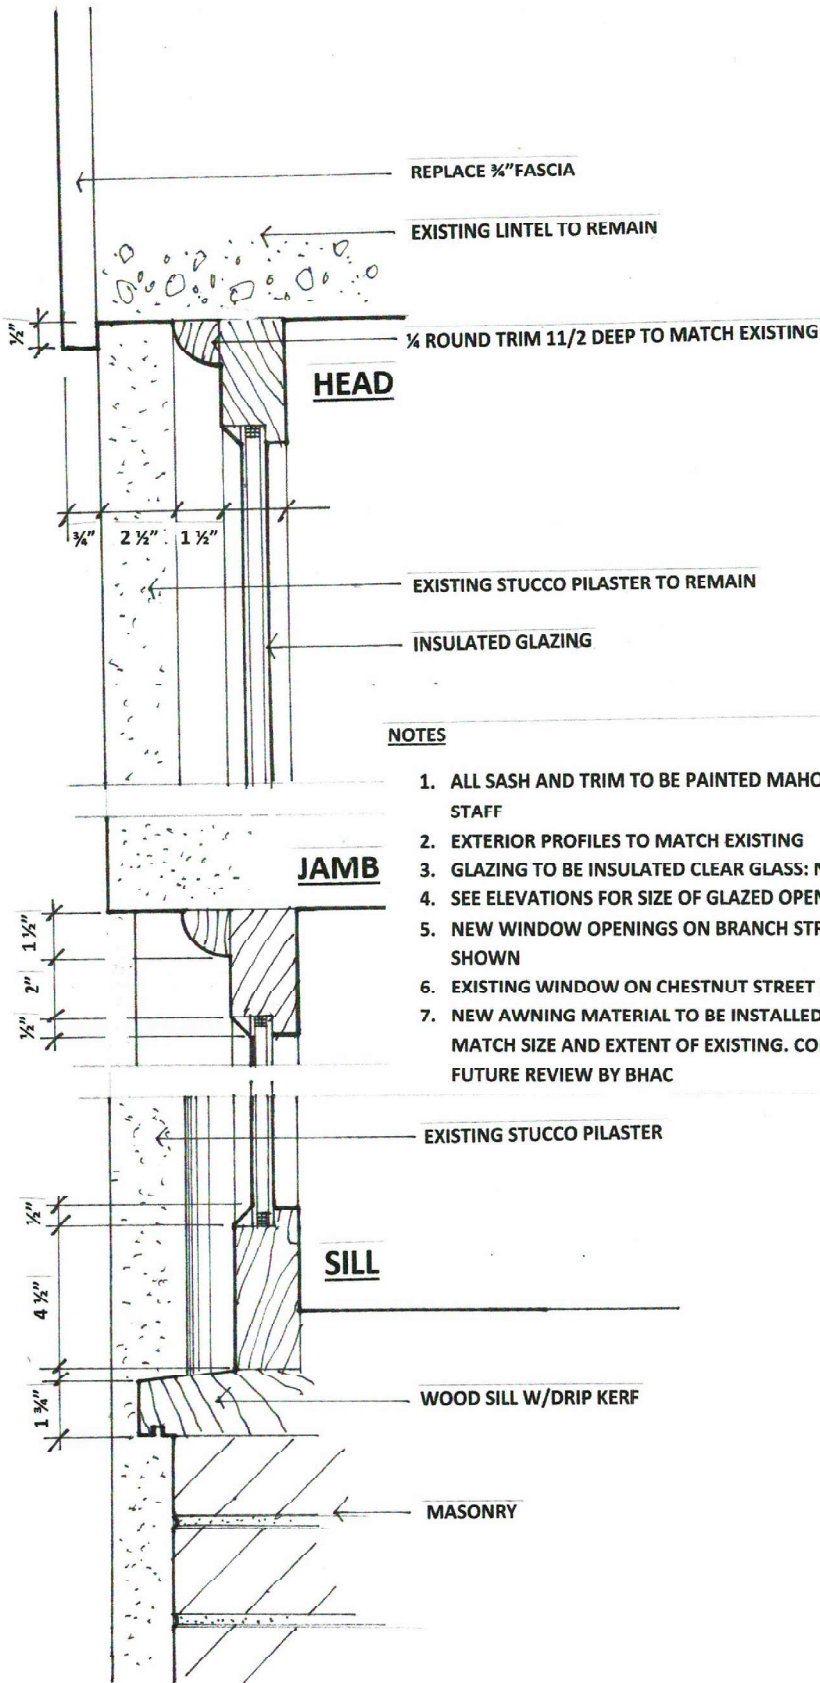 REPLACE ¾”FASCIA
EXISTING LINTEL TO REMAIN
½”
¼ ROUND TRIM 11/2 DEEP TO MATCH EXISTING
HEAD
¾” 2 ½” 1 ½”
EXISTING STUCCO PILASTER TO REMAIN
INSULATED GLAZING
NOTES
1. ALL SASH AND TRIM TO BE PAINTED
STAFF
2. EXTERIOR PROFILES TO MATCH EXISTING
3. GLAZING TO BE INSULATED CLEAR GLASS:
4. SEE ELEVATIONS FOR SIZE OF GLAZED
5. NEW WINDOW OPENINGS ON BRANCH
SHOWN
6. EXISTING WINDOW ON CHESTNUT STREET
7. NEW AWNING MATERIAL TO BE INSTALLED
MATCH SIZE AND EXTENT OF EXISTING.
FUTURE REVIEW BY BHAC
JAMB
1 ½”
2”
½”
EXISTING STUCCO PILASTER
½”
SILL
4 ½”
1 ¾”
WOOD SILL W/DRIP KERF
MASONRY